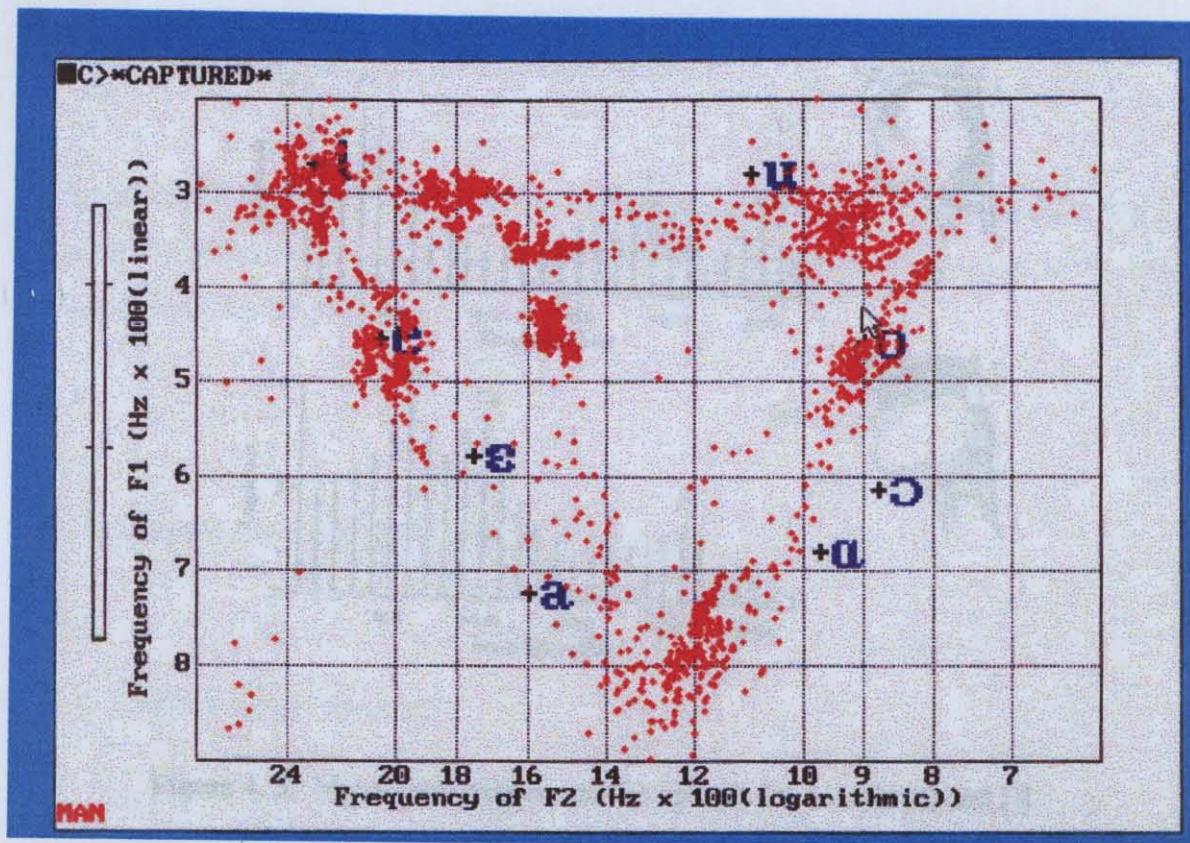 ■C>*CAPTURED*
Frequency of F1 (Hz x 100(linear))
3
4
5
6
7
8
+i
+u
+e
o
+ɛ
+ɔ
+ɑ
+a
24 20 18 16 14 12 10 9 8 7
Frequency of F2 (Hz x 100(logarithmic))
MAN